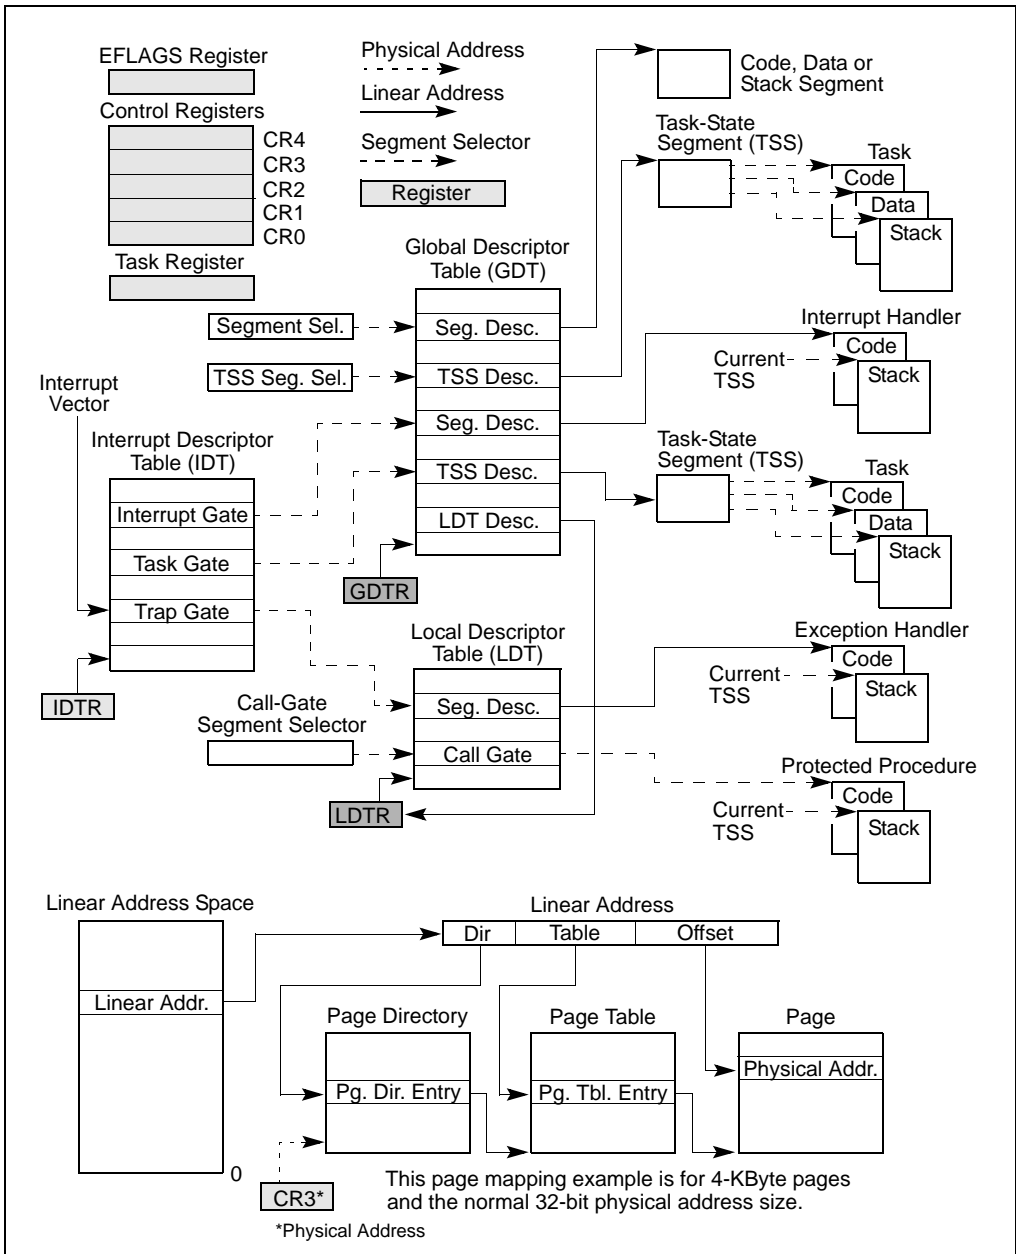 EFLAGS Register
Control Registers
CR4
CR3
CR2
CR1
CR0
Task Register
Physical Address
Linear Address
Segment Selector
Register
Code, Data or
Stack Segment
Task-State
Segment (TSS)
Task
Code
Data
Stack
Global Descriptor
Table (GDT)
Segment Sel.
Seg. Desc.
TSS Seg. Sel.
TSS Desc.
Seg. Desc.
TSS Desc.
LDT Desc.
GDTR
Interrupt Handler
Code
Current
TSS
Stack
Interrupt
Vector
Interrupt Descriptor
Table (IDT)
Interrupt Gate
Task Gate
Trap Gate
IDTR
Task-State
Segment (TSS)
Task
Code
Data
Stack
Local Descriptor
Table (LDT)
Call-Gate
Segment Selector
Seg. Desc.
Call Gate
LDTR
Exception Handler
Code
Current
TSS
Stack
Protected Procedure
Code
Current
TSS
Stack
Linear Address Space
Linear Addr.
0
Linear Address
Dir
Table
Offset
Page Directory
Pg. Dir. Entry
Page Table
Pg. Tbl. Entry
Page
Physical Addr.
CR3*
*Physical Address
This page mapping example is for 4-KByte pages
and the normal 32-bit physical address size.